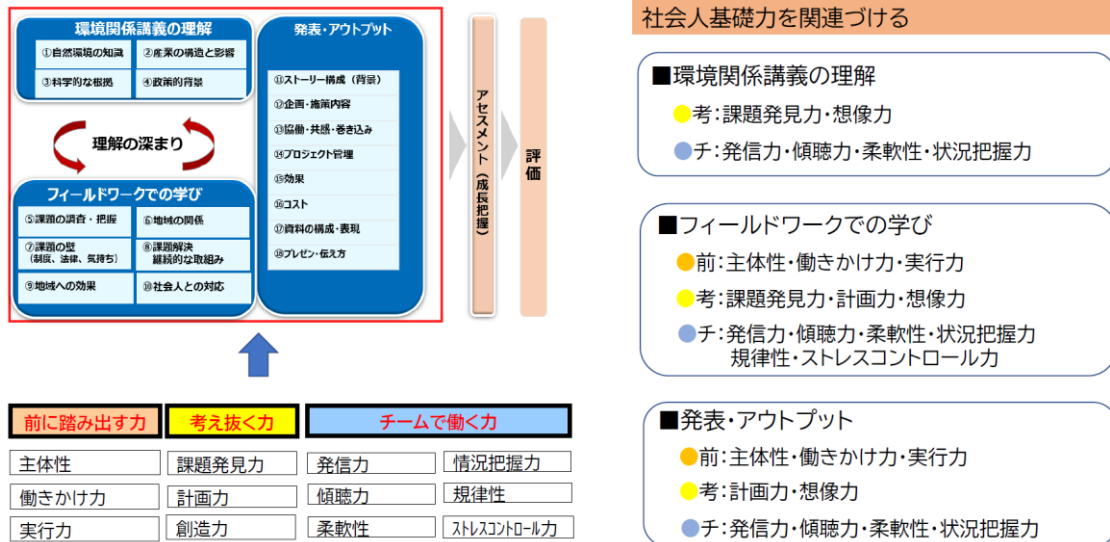 環境関係講義の理解
①自然環境の知識
②産業の構造と影響
③科学的な根拠
④政策的背景
理解の深まり
フィールドワークでの学び
⑤課題の調査・把握
⑥地域の関係
⑦課題の壁
(制度、法律、気持ち)
⑧課題解決
継続的な取組み
⑨地域への効果
⑩社会人との対応
発表・アウトプット
⑪ストーリー構成(背景)
⑫企画・施策内容
⑬協働・共感・巻き込み
⑭プロジェクト管理
⑮効果
⑯コスト
⑰資料の構成・表現
⑱プレゼン・伝え方
アセスメント(成長把握)
評価
前に踏み出す力
考え抜く力
チームで働く力
主体性
課題発見力
発信力
情況把握力
働きかけ力
計画力
傾聴力
規律性
実行力
創造力
柔軟性
ストレスコントロール力
社会人基礎力を関連づける
■環境関係講義の理解
●考:課題発見力・想像力
●チ:発信力・傾聴力・柔軟性・状況把握力
■フィールドワークでの学び
●前:主体性・働きかけ力・実行力
●考:課題発見力・計画力・想像力
●チ:発信力・傾聴力・柔軟性・状況把握力
規律性・ストレスコントロール力
■発表・アウトプット
●前:主体性・働きかけ力・実行力
●考:計画力・想像力
●チ:発信力・傾聴力・柔軟性・状況把握力